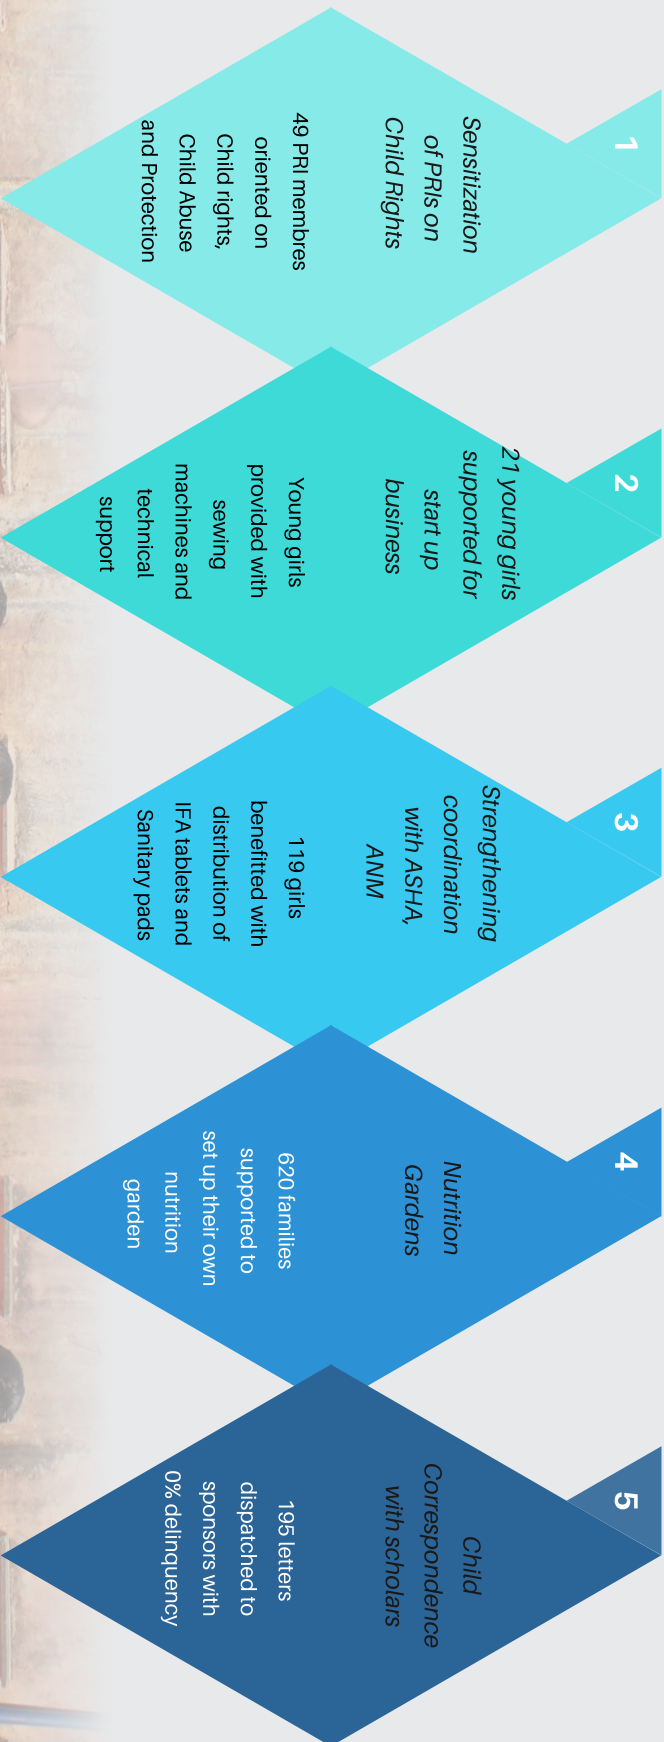 1
Sensitization
of PRIs on
Child Rights
49 PRI membres
oriented on
Child rights,
Child Abuse
and Protection
2
21 young girls
supported for
start up
business
Young girls
provided with
sewing
machines and
technical
support
3
Strengthening
coordination
with ASHA,
ANM
119 girls
benefitted with
distribution of
IFA tablets and
Sanitary pads
4
Nutrition
Gardens
620 families
supported to
set up their own
nutrition
garden
5
Child
Correspondence
with scholars
195 letters
dispatched to
sponsors with
0% delinquency